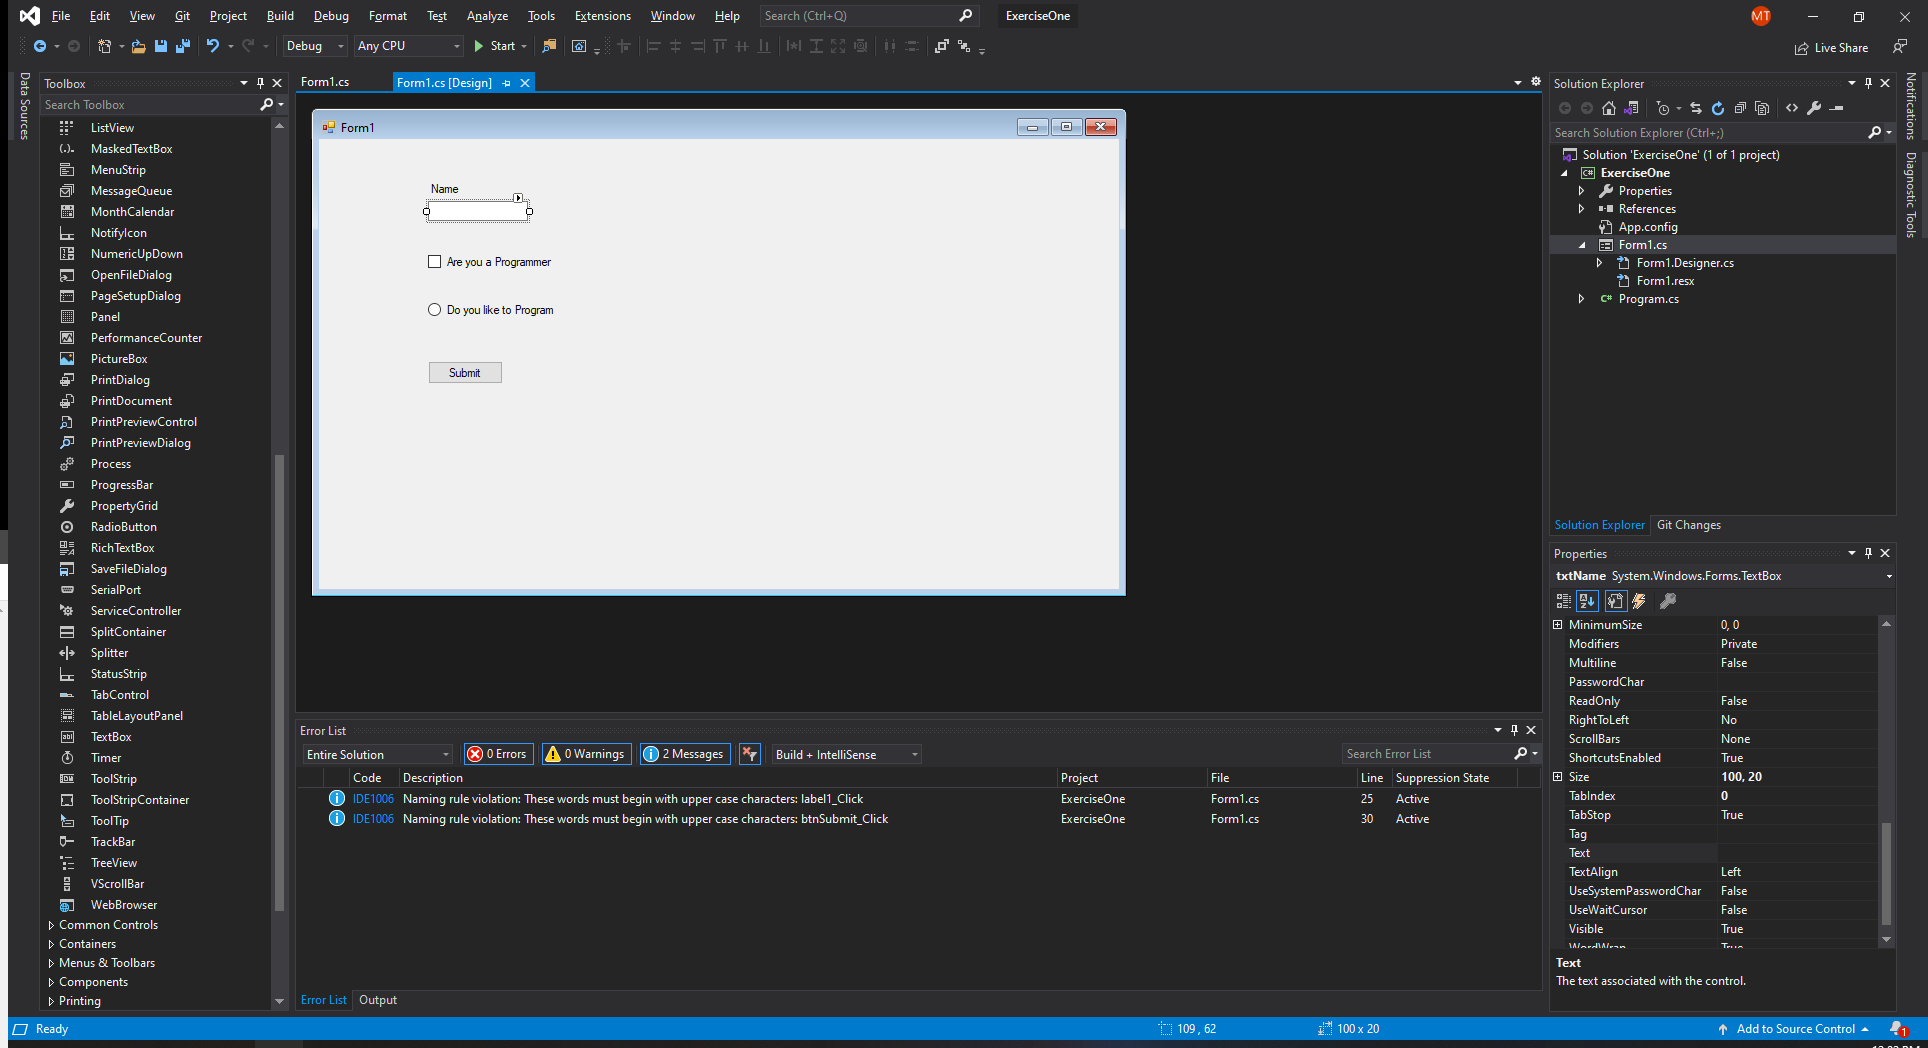 File Edit View Git Project Build Debug Format Test Analyze Tools Extensions Window Help Search (Ctrl+Q) ExerciseOne MT
Debug Any CPU Start Live Share
Data Sources
Toolbox
Search Toolbox
ListView
MaskedTextBox
MenuStrip
MessageQueue
MonthCalendar
NotifyIcon
NumericUpDown
OpenFileDialog
PageSetupDialog
Panel
PerformanceCounter
PictureBox
PrintDialog
PrintDocument
PrintPreviewControl
PrintPreviewDialog
Process
ProgressBar
PropertyGrid
RadioButton
RichTextBox
SaveFileDialog
SerialPort
ServiceController
SplitContainer
Splitter
StatusStrip
TabControl
TableLayoutPanel
TextBox
Timer
ToolStrip
ToolStripContainer
ToolTip
TrackBar
TreeView
VScrollBar
WebBrowser
Common Controls
Containers
Menus & Toolbars
Components
Printing
Form1.cs Form1.cs [Design]
Form1
Name
Are you a Programmer
Do you like to Program
Submit
Error List
Entire Solution 0 Errors 0 Warnings 2 Messages Build + IntelliSense Search Error List
Code Description Project File Line Suppression State
IDE1006 Naming rule violation: These words must begin with upper case characters: label1_Click ExerciseOne Form1.cs 25 Active
IDE1006 Naming rule violation: These words must begin with upper case characters: btnSubmit_Click ExerciseOne Form1.cs 30 Active
Error List Output
Solution Explorer
Search Solution Explorer (Ctrl+;)
Solution 'ExerciseOne' (1 of 1 project)
C# ExerciseOne
Properties
References
App.config
Form1.cs
Form1.Designer.cs
Form1.resx
C# Program.cs
Solution Explorer Git Changes
Properties
txtName System.Windows.Forms.TextBox
MinimumSize 0, 0
Modifiers Private
Multiline False
PasswordChar
ReadOnly False
RightToLeft No
ScrollBars None
ShortcutsEnabled True
Size 100, 20
TabIndex 0
TabStop True
Tag
Text
TextAlign Left
UseSystemPasswordChar False
UseWaitCursor False
Visible True
WordWrap True
Text
The text associated with the control.
Notifications
Diagnostic Tools
Ready 109 , 62 100 x 20 Add to Source Control 1